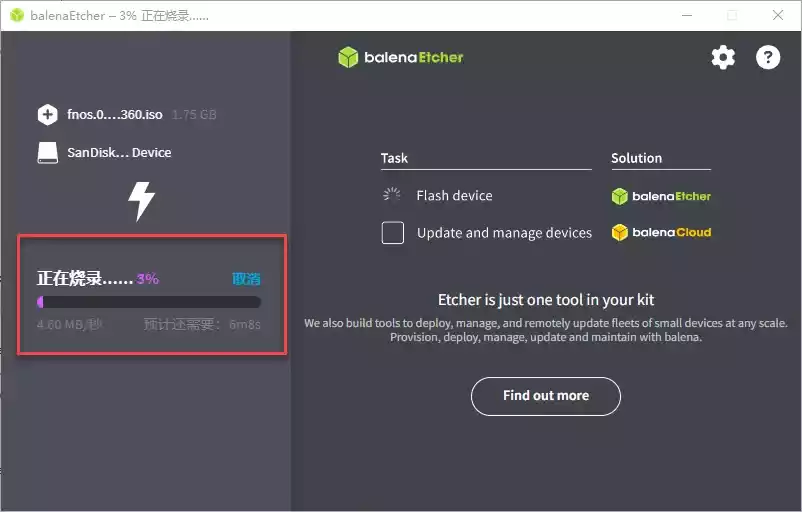 balenaEtcher – 3% 正在烧录……
balenaEtcher
fnos.0....360.iso 1.75 GB
SanDisk... Device
正在烧录…… 3% 取消
4.60 MB/秒 预计还需要：6m8s
Task Solution
Flash device balenaEtcher
Update and manage devices balenaCloud
Etcher is just one tool in your kit
We also build tools to deploy, manage, and remotely update fleets of small devices at any scale.
Provision, deploy, manage, update and maintain with balena.
Find out more